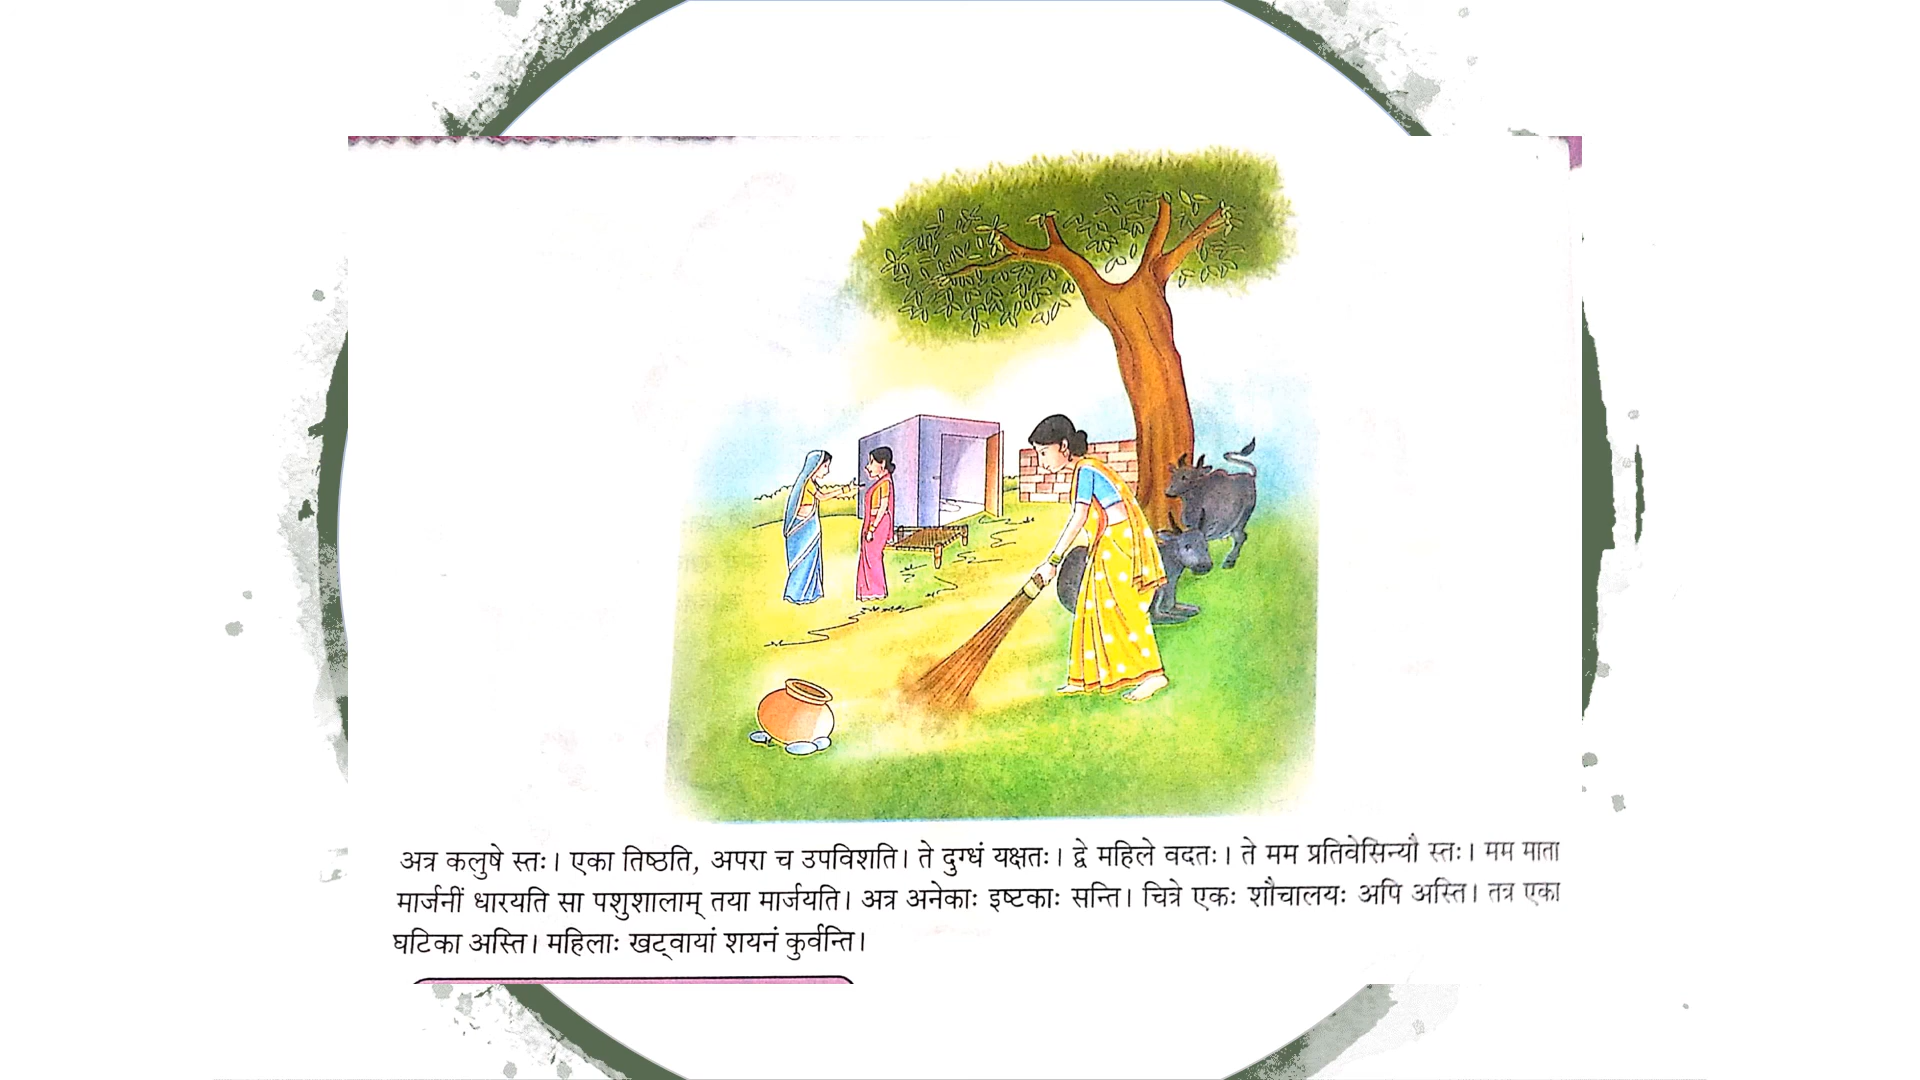 अत्र कलुषे स्तः। एका तिष्ठति, अपरा च उपविशति। ते दुग्धं यक्षतः। द्वे महिले वदतः। ते मम प्रतिवेसिन्यौ स्तः। मम माता
मार्जनीं धारयति सा पशुशालाम् तया मार्जयति। अत्र अनेकाः इष्टकाः सन्ति। चित्रे एकः शौचालयः अपि अस्ति। तत्र एका
घटिका अस्ति। महिलाः खट्वायां शयनं कुर्वन्ति।